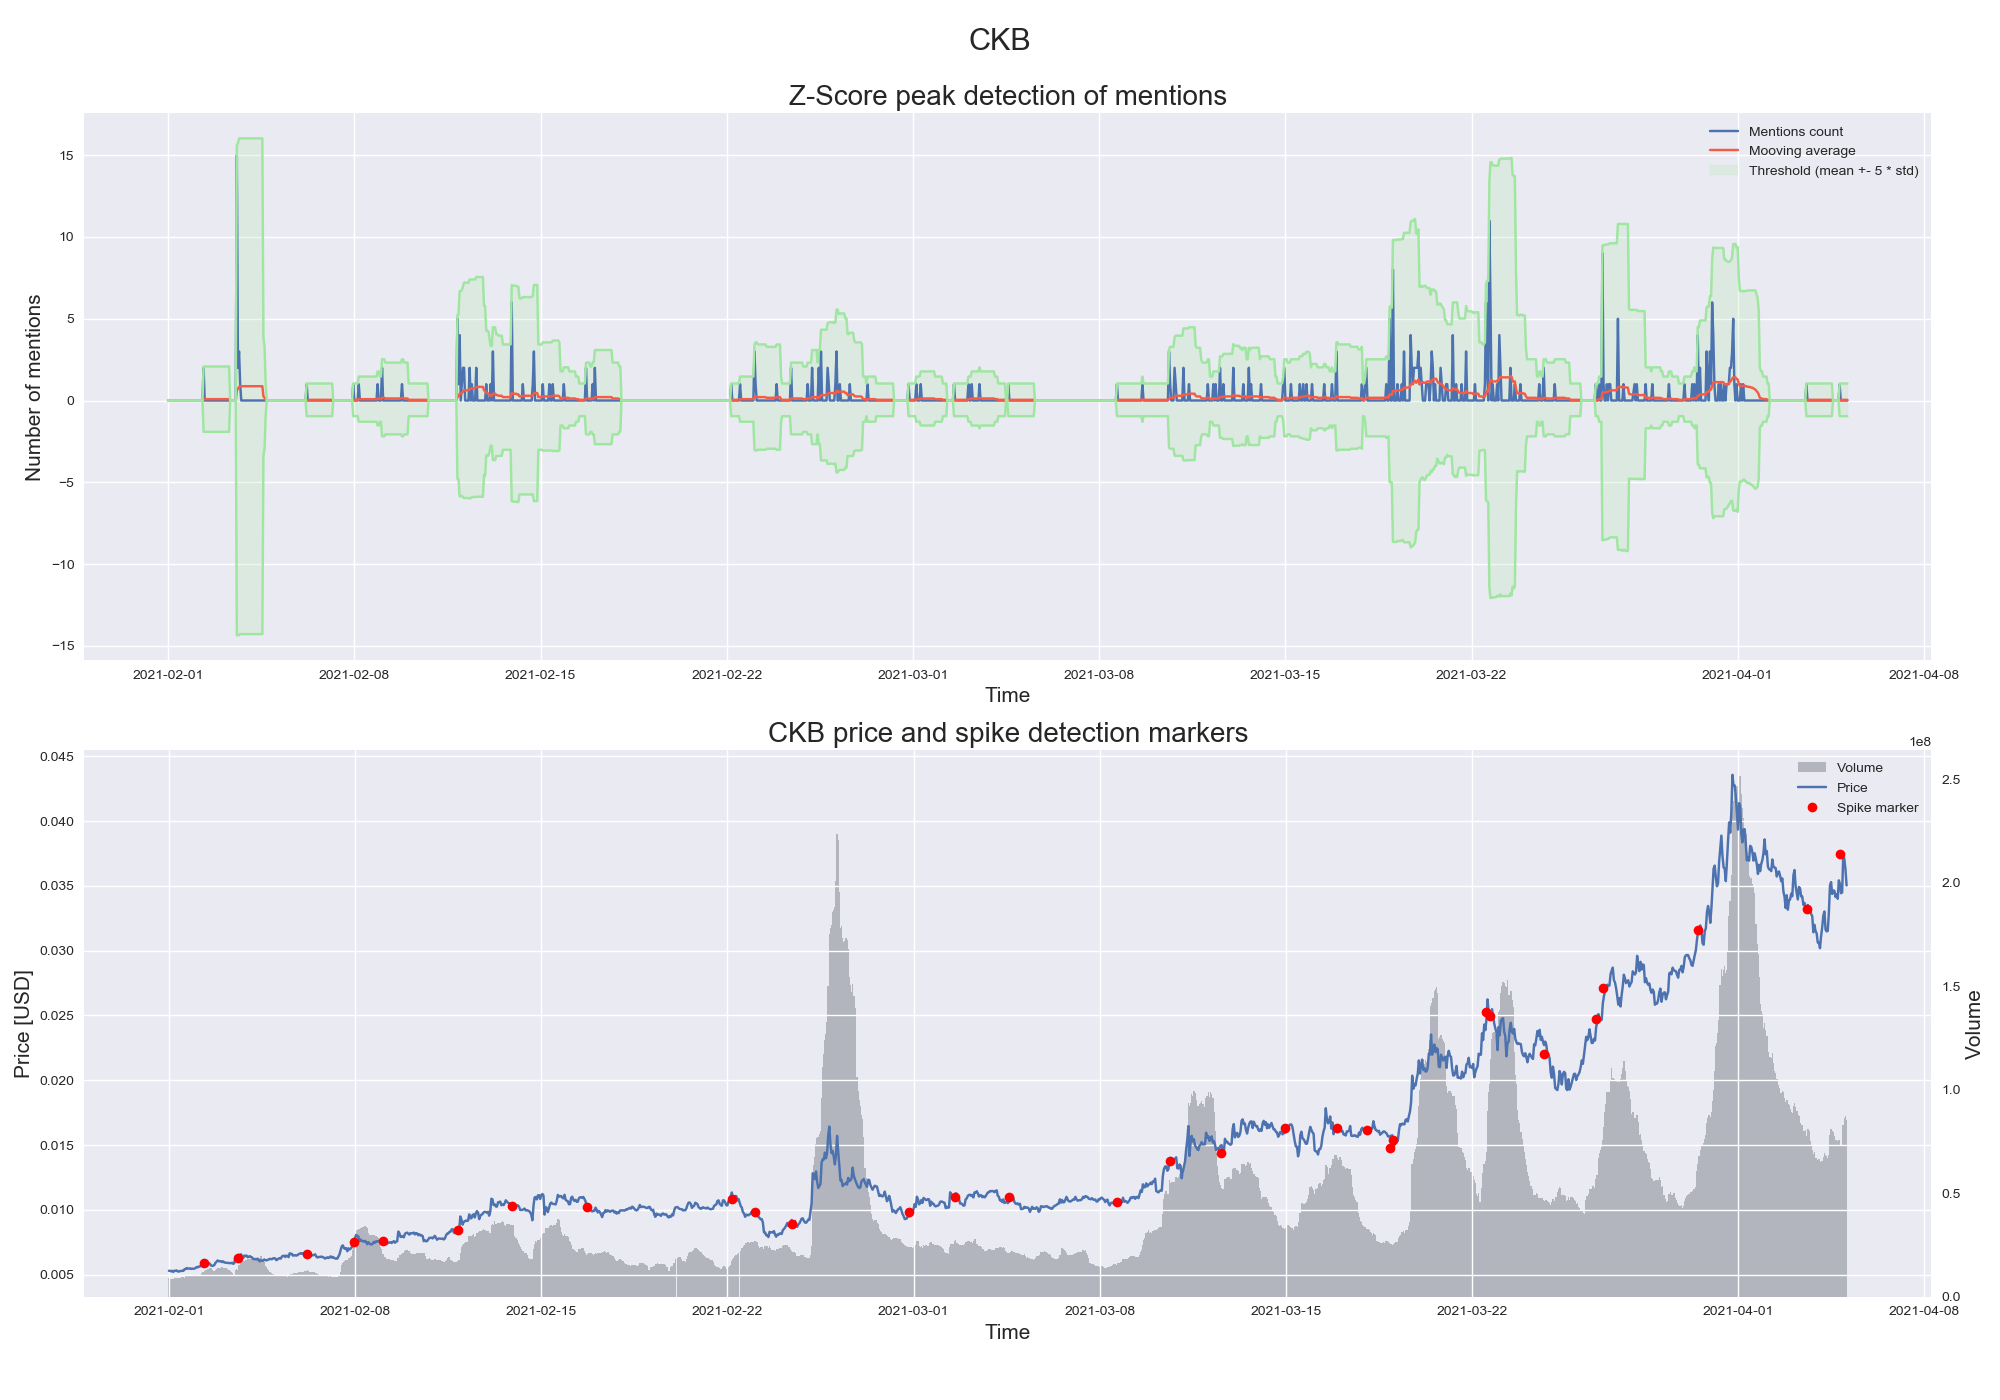 CKB
Z-Score peak detection of mentions
Mentions count
Mooving average
Threshold (mean +- 5 * std)
15
10
5
0
−5
−10
−15
Number of mentions
2021-02-01 2021-02-08 2021-02-15 2021-02-22 2021-03-01 2021-03-08 2021-03-15 2021-03-22 2021-04-01 2021-04-08
Time
CKB price and spike detection markers
1e8
Volume
Price
Spike marker
0.045
0.040
0.035
0.030
0.025
0.020
0.015
0.010
0.005
Price [USD]
2.5
2.0
1.5
1.0
0.5
0.0
Volume
2021-02-01 2021-02-08 2021-02-15 2021-02-22 2021-03-01 2021-03-08 2021-03-15 2021-03-22 2021-04-01 2021-04-08
Time